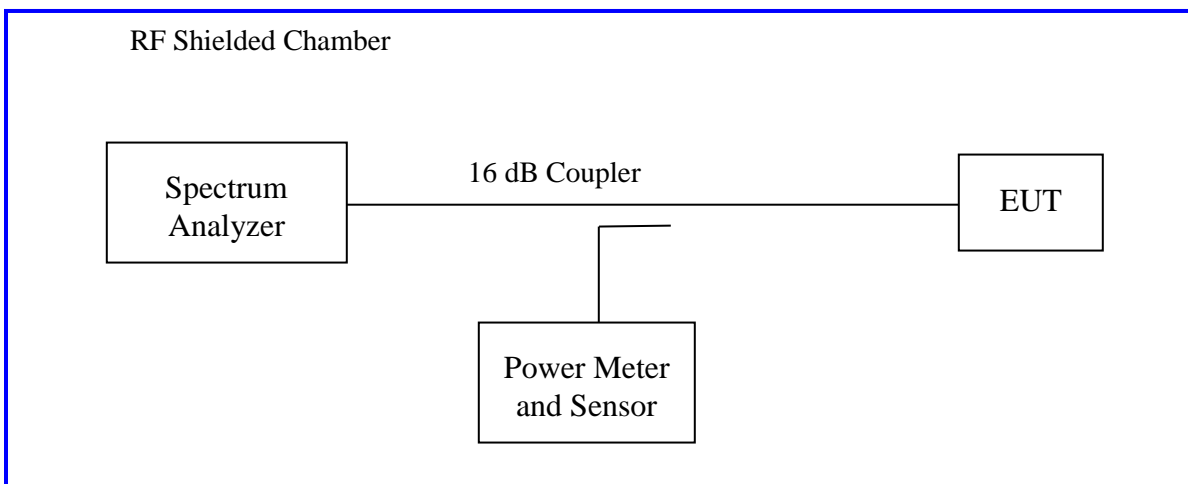 RF Shielded Chamber
16 dB Coupler
Spectrum
Analyzer
EUT
Power Meter
and Sensor